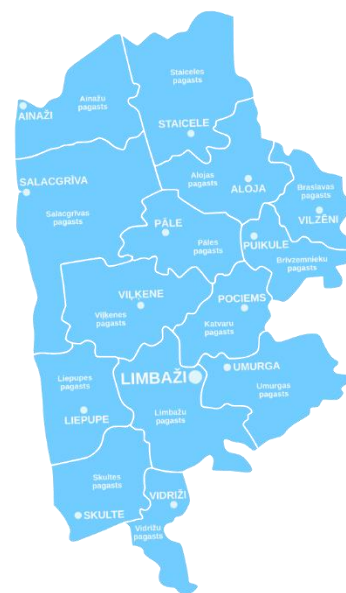 Staiceles
pagasts
Ainažu
pagasts
AINAŽI
STAICELE
Alojas
pagasts
ALOJA
SALACGRĪVA
Salacgrīvas
pagasts
Braslavas
pagasts
VILZĒNI
PĀLE
Pāles
pagasts
PUIKULE
Brīvzemnieku
pagasts
VIĻĶENE
Viļķenes
pagasts
POCIEMS
Katvaru
pagasts
LIMBAŽI
UMURGA
Umurgas
pagasts
Liepupes
pagasts
LIEPUPE
Limbažu
pagasts
Skultes
pagasts
SKULTE
VIDRIŽI
Vidrižu
pagasts